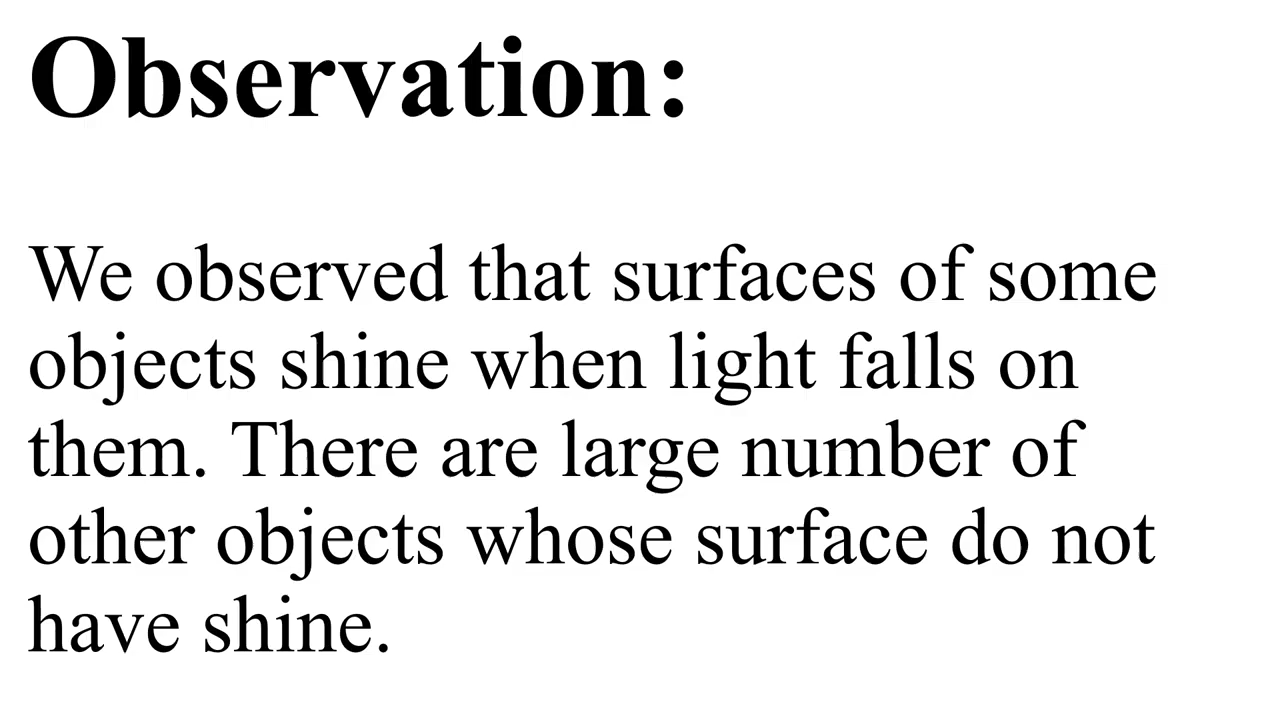 Observation:
We observed that surfaces of some
objects shine when light falls on
them. There are large number of
other objects whose surface do not
have shine.